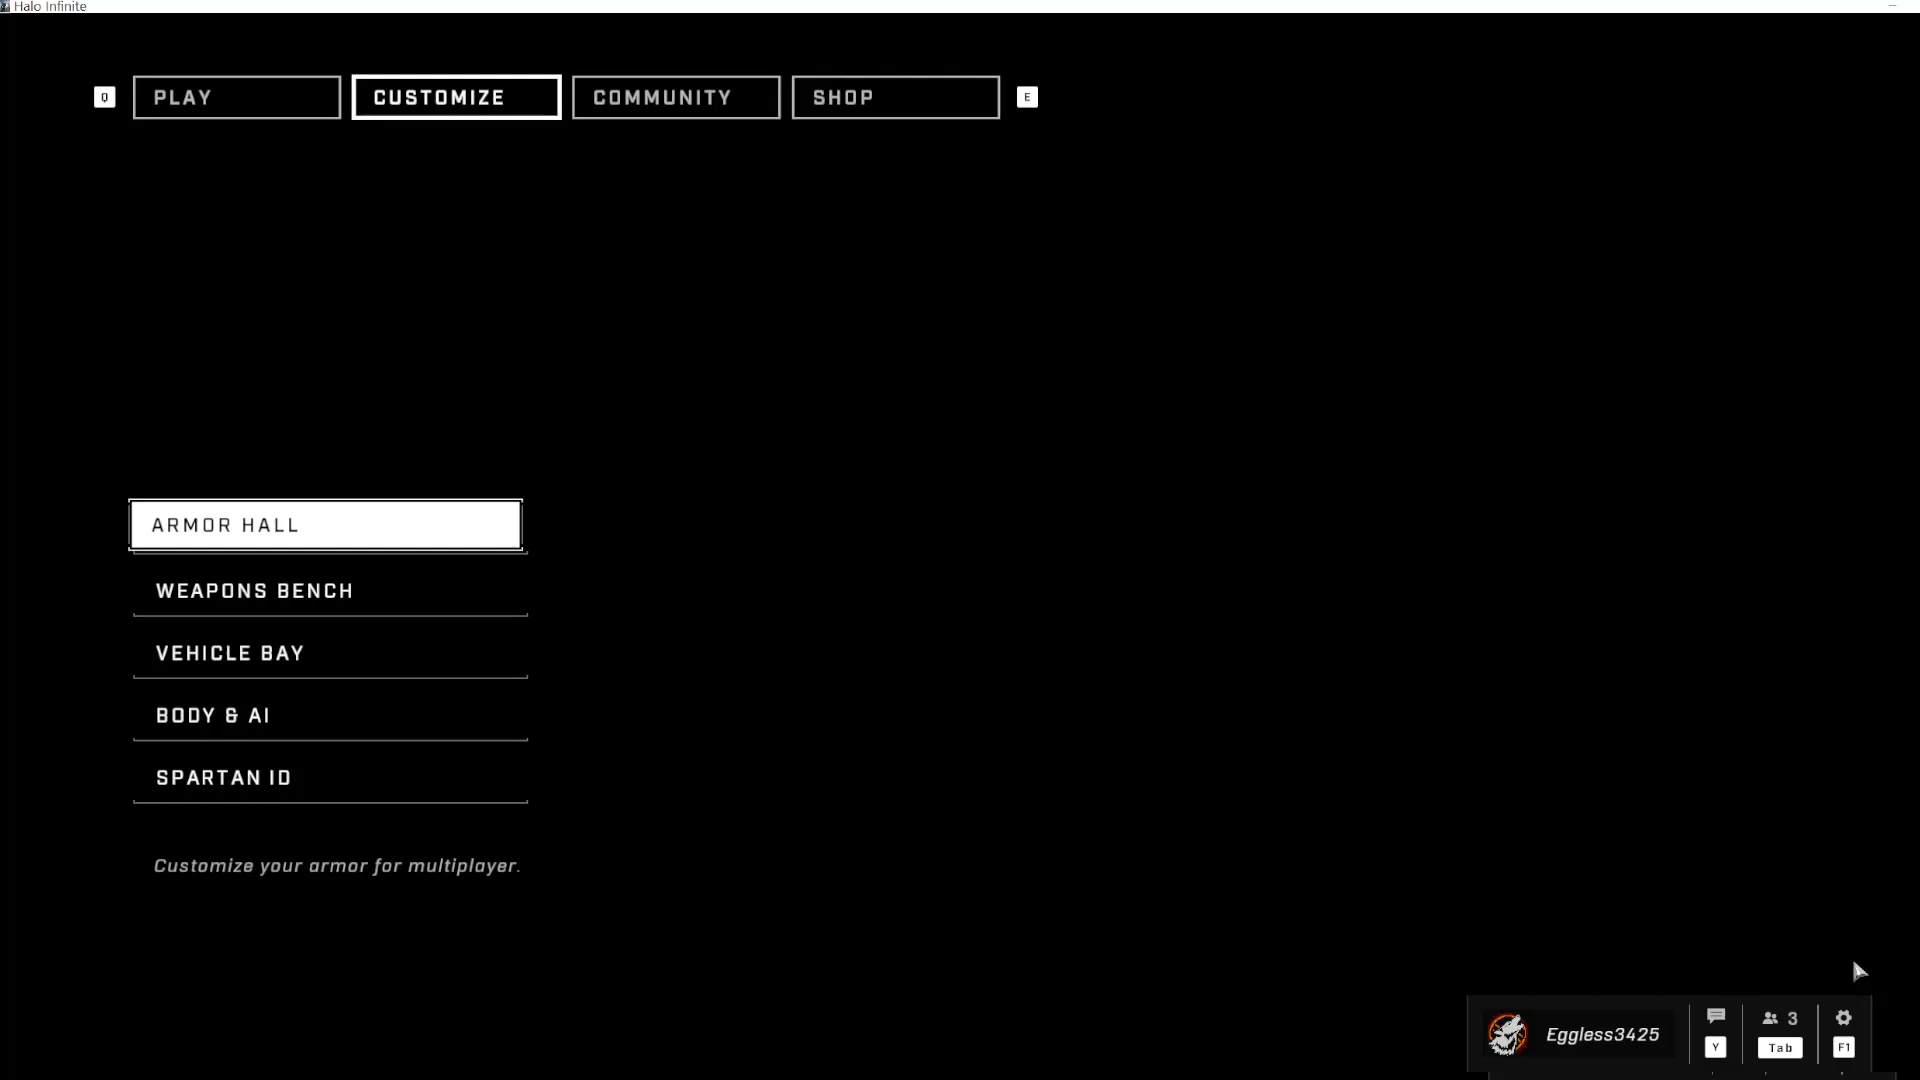 Halo Infinite
Q PLAY CUSTOMIZE COMMUNITY SHOP E
ARMOR HALL
WEAPONS BENCH
VEHICLE BAY
BODY & AI
SPARTAN ID
Customize your armor for multiplayer.
Eggless3425
3
Y Tab F1